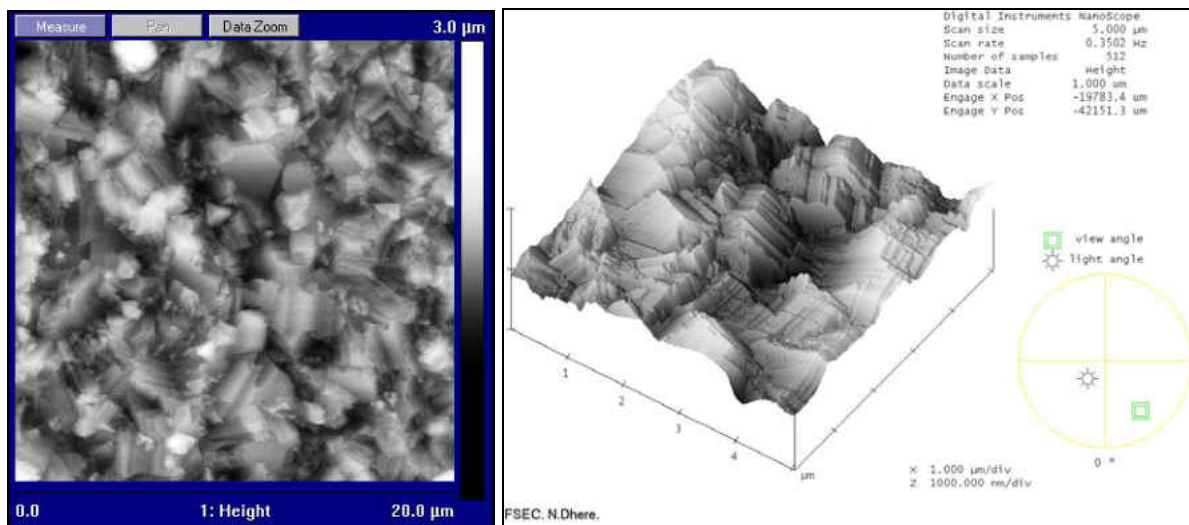 Measure Pan Data Zoom 3.0 µm
0.0 1: Height 20.0 µm
Digital Instruments NanoScope
Scan size 5.000 µm
Scan rate 0.3502 Hz
Number of samples 512
Image Data Height
Data scale 1.000 um
Engage X Pos -19783.4 um
Engage Y Pos -42151.3 um
view angle
light angle
1
2
3
4
µm
X 1.000 µm/div
Z 1000.000 nm/div
0 °
FSEC. N.Dhere.